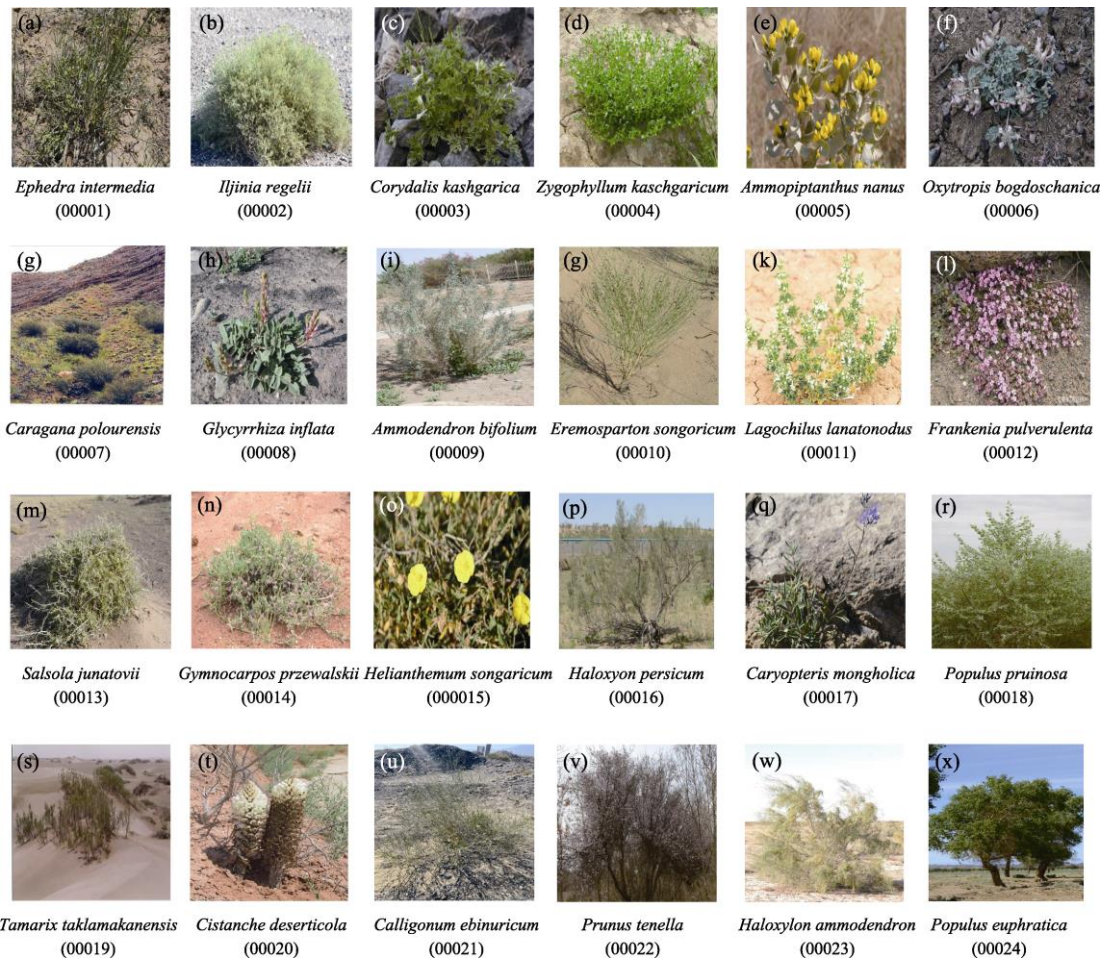 (a) (b) (c) (d) (e) (f)
Ephedra intermedia Iljinia regelii Corydalis kashgarica Zygophyllum kaschgaricum Ammopiptanthus nanus Oxytropis bogdoschanica
(00001) (00002) (00003) (00004) (00005) (00006)
(g) (h) (i) (g) (k) (l)
Caragana polourensis Glycyrrhiza inflata Ammodendron bifolium Eremosparton songoricum Lagochilus lanatonodus Frankenia pulverulenta
(00007) (00008) (00009) (00010) (00011) (00012)
(m) (n) (o) (p) (q) (r)
Salsola junatovii Gymnocarpos przewalskii Helianthemum songaricum Haloxyon persicum Caryopteris mongholica Populus pruinosa
(00013) (00014) (000015) (00016) (00017) (00018)
(s) (t) (u) (v) (w) (x)
Tamarix taklamakanensis Cistanche deserticola Calligonum ebinuricum Prunus tenella Haloxylon ammodendron Populus euphratica
(00019) (00020) (00021) (00022) (00023) (00024)